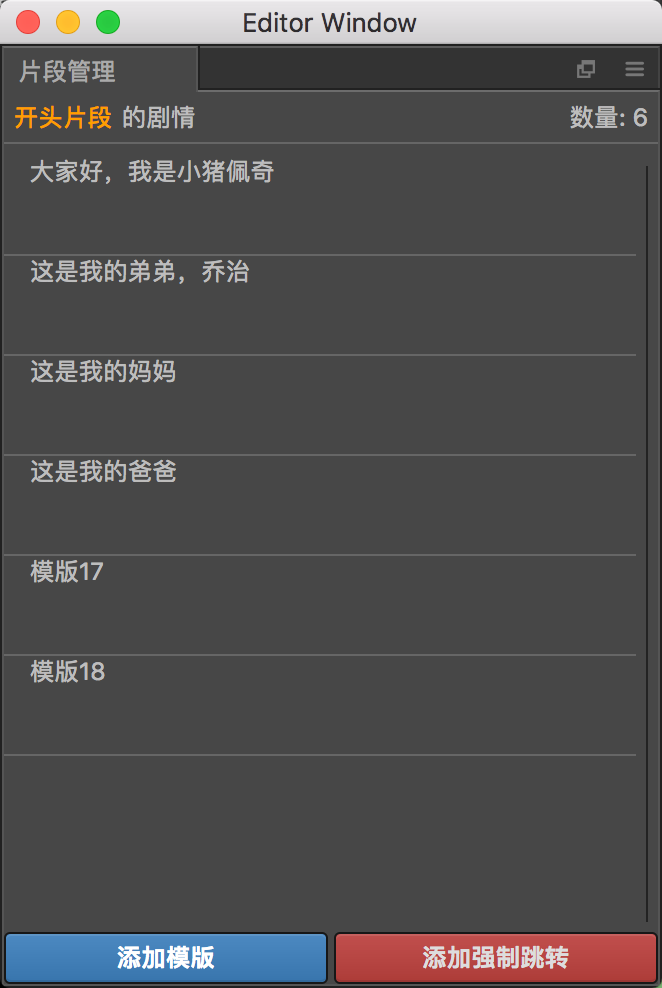 Editor Window
片段管理
开头片段 的剧情 数量: 6
大家好，我是小猪佩奇
这是我的弟弟，乔治
这是我的妈妈
这是我的爸爸
模版17
模版18
添加模版 添加强制跳转